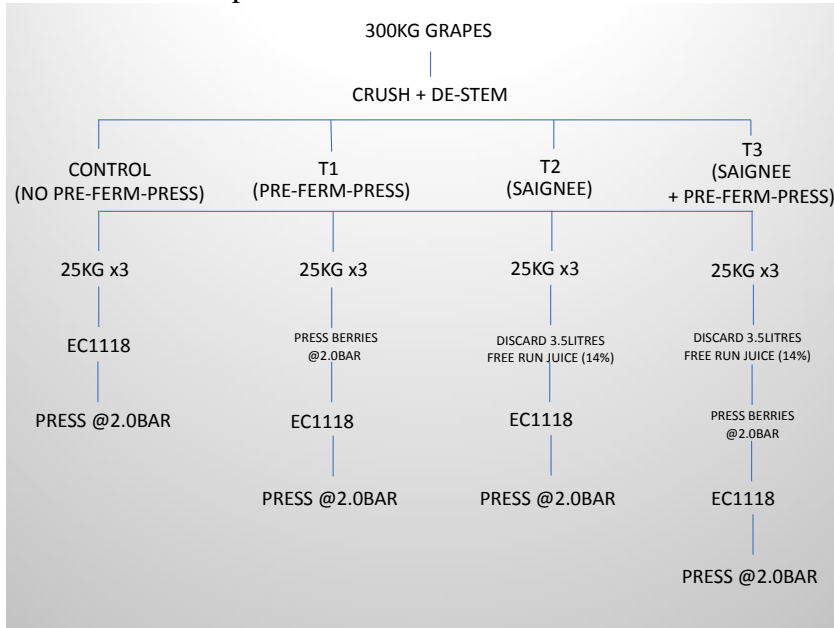 300KG GRAPES
CRUSH + DE-STEM
CONTROL
(NO PRE-FERM-PRESS)
T1
(PRE-FERM-PRESS)
T2
(SAIGNEE)
T3
(SAIGNEE
+ PRE-FERM-PRESS)
25KG x3
25KG x3
25KG x3
25KG x3
EC1118
PRESS BERRIES
@2.0BAR
DISCARD 3.5LITRES
FREE RUN JUICE (14%)
DISCARD 3.5LITRES
FREE RUN JUICE (14%)
PRESS @2.0BAR
EC1118
EC1118
PRESS BERRIES
@2.0BAR
PRESS @2.0BAR
PRESS @2.0BAR
EC1118
PRESS @2.0BAR